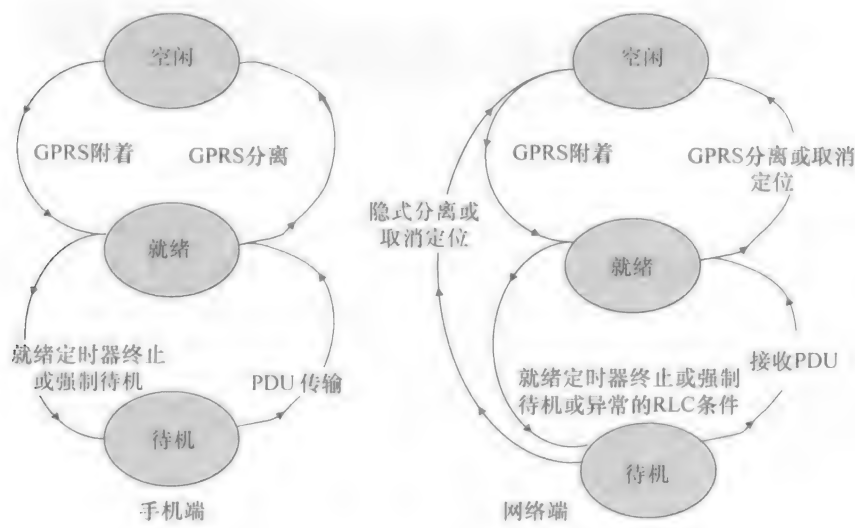 空闲
GPRS附着
GPRS分离
就绪
就绪定时器终止
或强制待机
PDU 传输
待机
手机端
空闲
GPRS附着
GPRS分离或取消
定位
隐式分离或
取消定位
就绪
就绪定时器终止或强制
待机或异常的RLC条件
接收PDU
待机
网络端